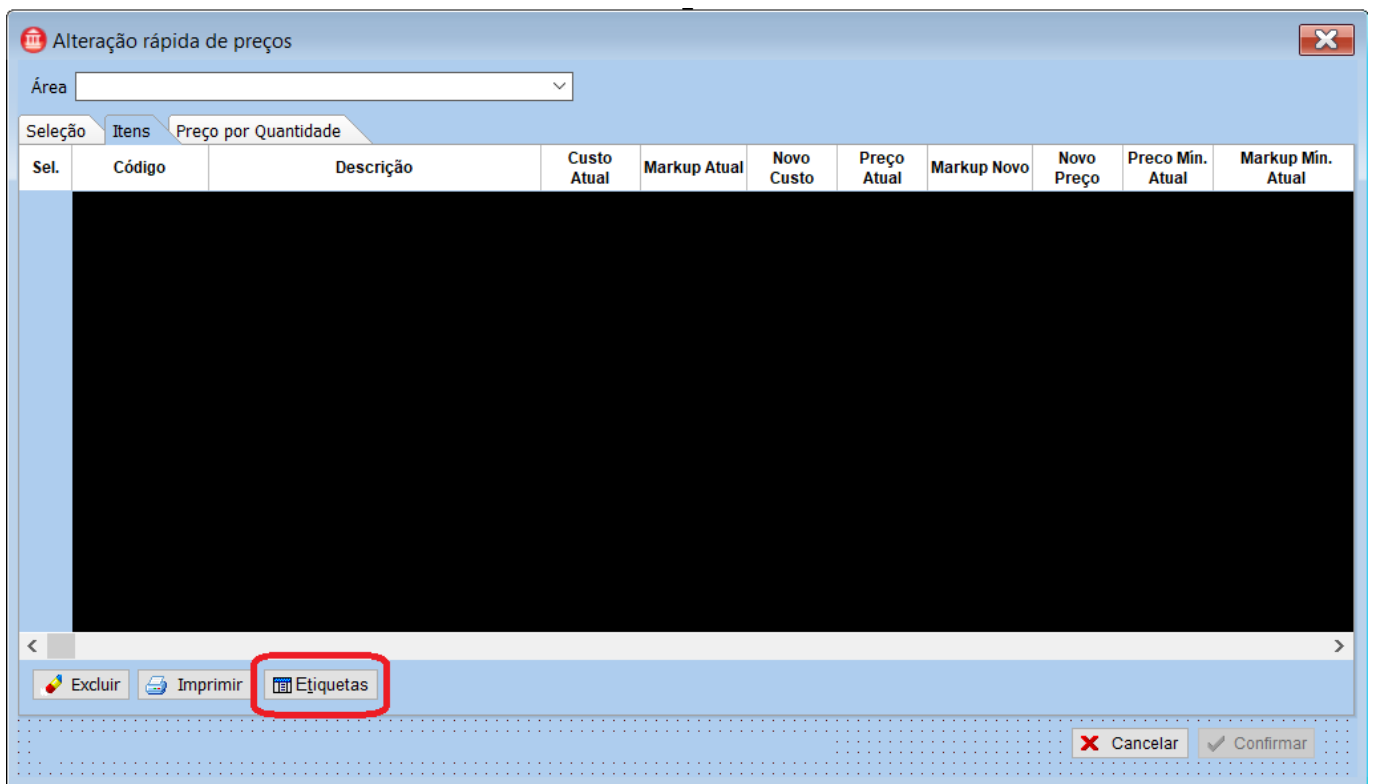 Alteração rápida de preços
Área
Seleção Itens Preço por Quantidade
Sel. Código Descrição Custo Atual Markup Atual Novo Custo Preço Atual Markup Novo Novo Preço Preco Mín. Atual Markup Mín. Atual
Excluir Imprimir Etiquetas
Cancelar Confirmar